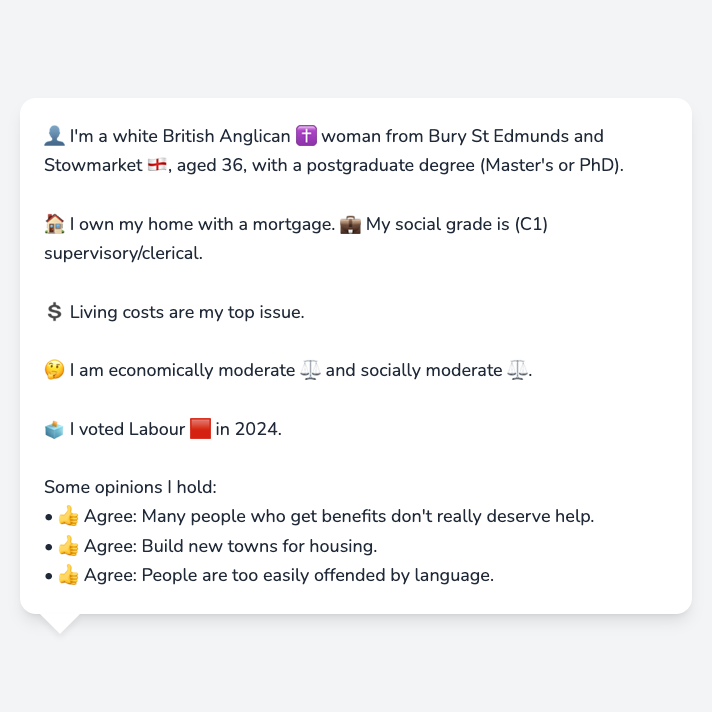 👤 I'm a white British Anglican ✝️ woman from Bury St Edmunds and
Stowmarket 🏴󠁧󠁢󠁥󠁮󠁧󠁿, aged 36, with a postgraduate degree (Master's or PhD).
🏠 I own my home with a mortgage. 💼 My social grade is (C1)
supervisory/clerical.
💲 Living costs are my top issue.
🤔 I am economically moderate ⚖️ and socially moderate ⚖️.
🗳️ I voted Labour 🟥 in 2024.
Some opinions I hold:
• 👍 Agree: Many people who get benefits don't really deserve help.
• 👍 Agree: Build new towns for housing.
• 👍 Agree: People are too easily offended by language.